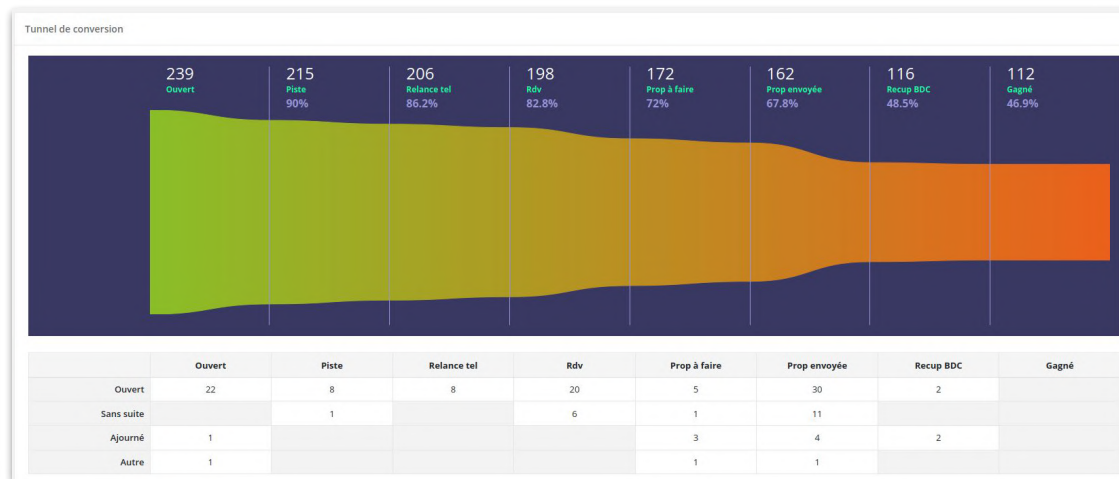 Tunnel de conversion
239 215 206 198 172 162 116 112
Ouvert Piste Relance tel Rdv Prop à faire Prop envoyée Recup BDC Gagné
90% 86.2% 82.8% 72% 67.8% 48.5% 46.9%
Ouvert Piste Relance tel Rdv Prop à faire Prop envoyée Recup BDC Gagné
Ouvert 22 8 8 20 5 30 2
Sans suite 1 6 1 11
Ajourné 1 3 4 2
Autre 1 1 1